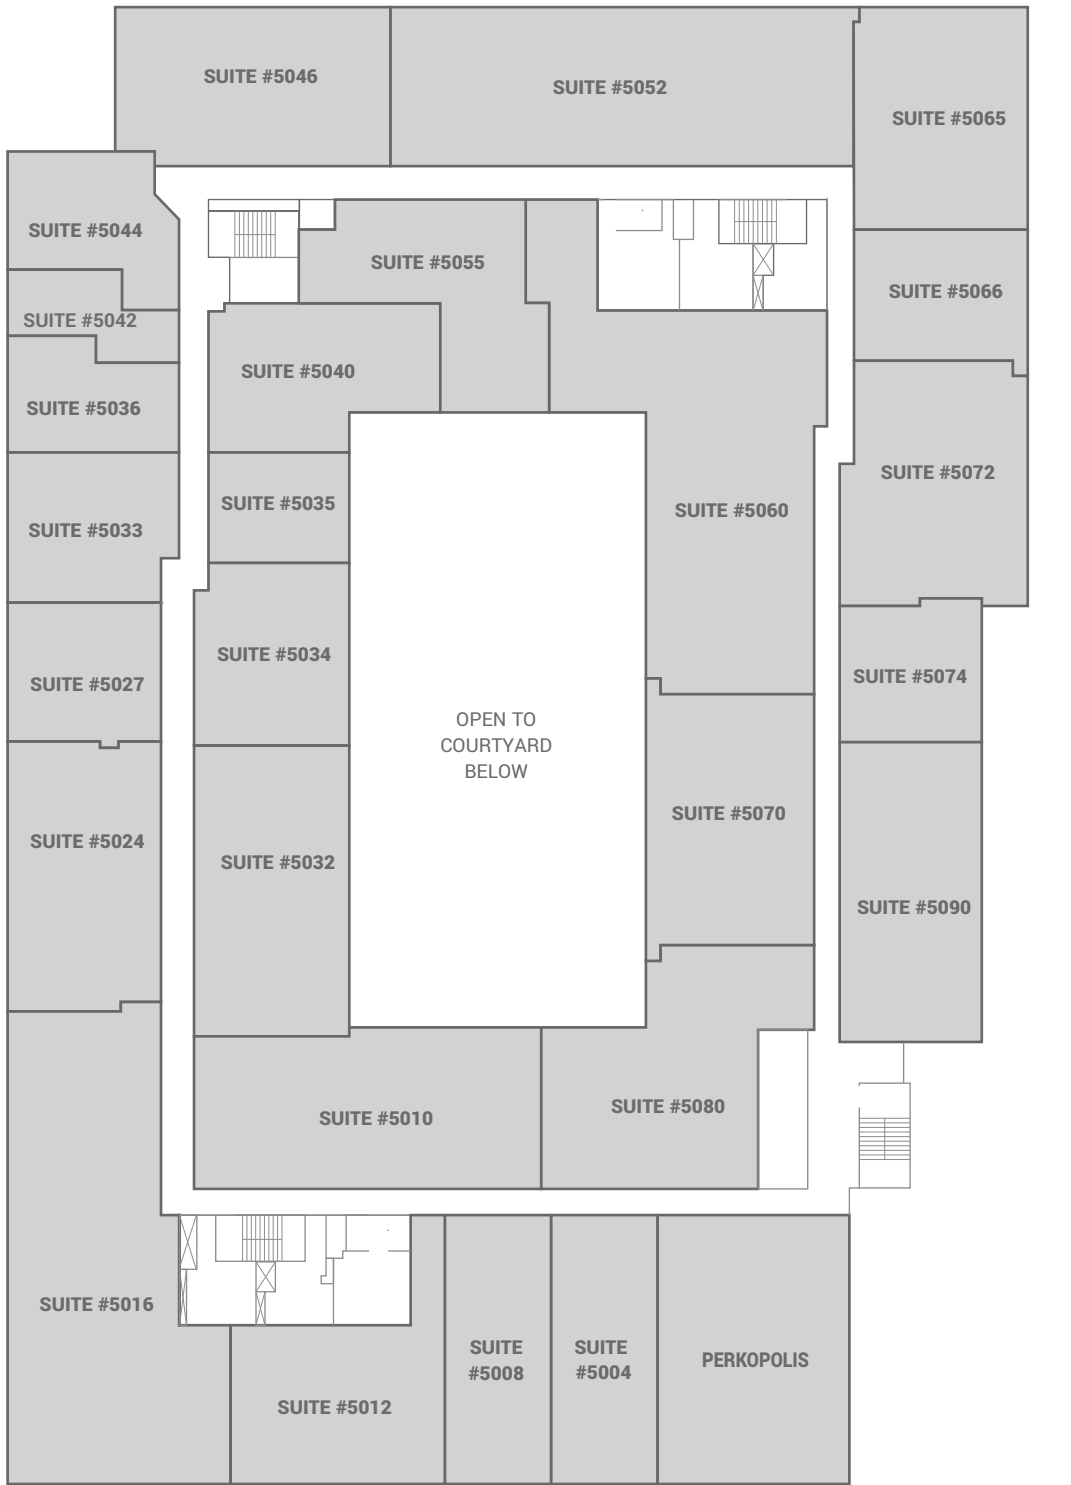 SUITE #5046
SUITE #5052
SUITE #5065
SUITE #5044
SUITE #5055
SUITE #5066
SUITE #5042
SUITE #5040
SUITE #5036
SUITE #5072
SUITE #5035
SUITE #5060
SUITE #5033
SUITE #5034
SUITE #5074
SUITE #5027
OPEN TO
COURTYARD
BELOW
SUITE #5070
SUITE #5024
SUITE #5032
SUITE #5090
SUITE #5080
SUITE #5010
SUITE #5016
SUITE
#5008
SUITE
#5004
PERKOPOLIS
SUITE #5012